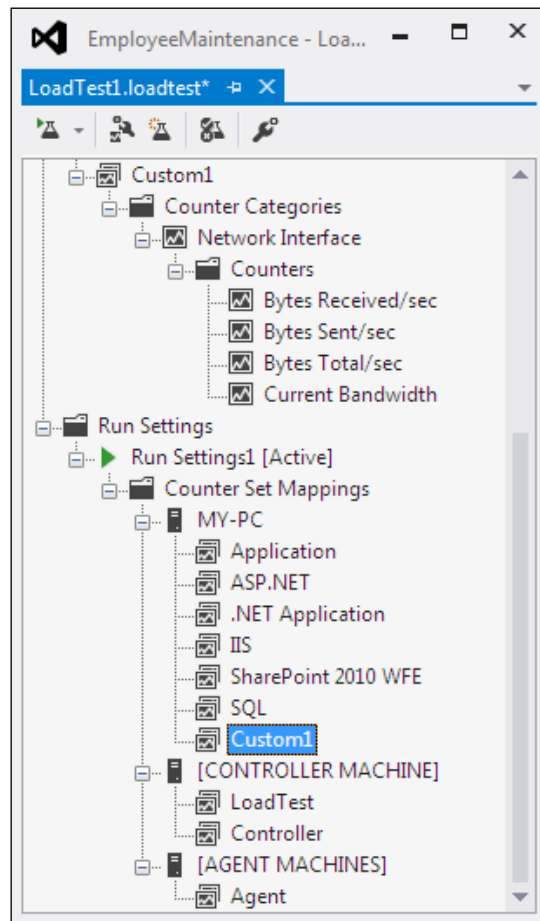 EmployeeMaintenance - Loa...
LoadTest1.loadtest*
Custom1
Counter Categories
Network Interface
Counters
Bytes Received/sec
Bytes Sent/sec
Bytes Total/sec
Current Bandwidth
Run Settings
Run Settings1 [Active]
Counter Set Mappings
MY-PC
Application
ASP.NET
.NET Application
IIS
SharePoint 2010 WFE
SQL
Custom1
[CONTROLLER MACHINE]
LoadTest
Controller
[AGENT MACHINES]
Agent